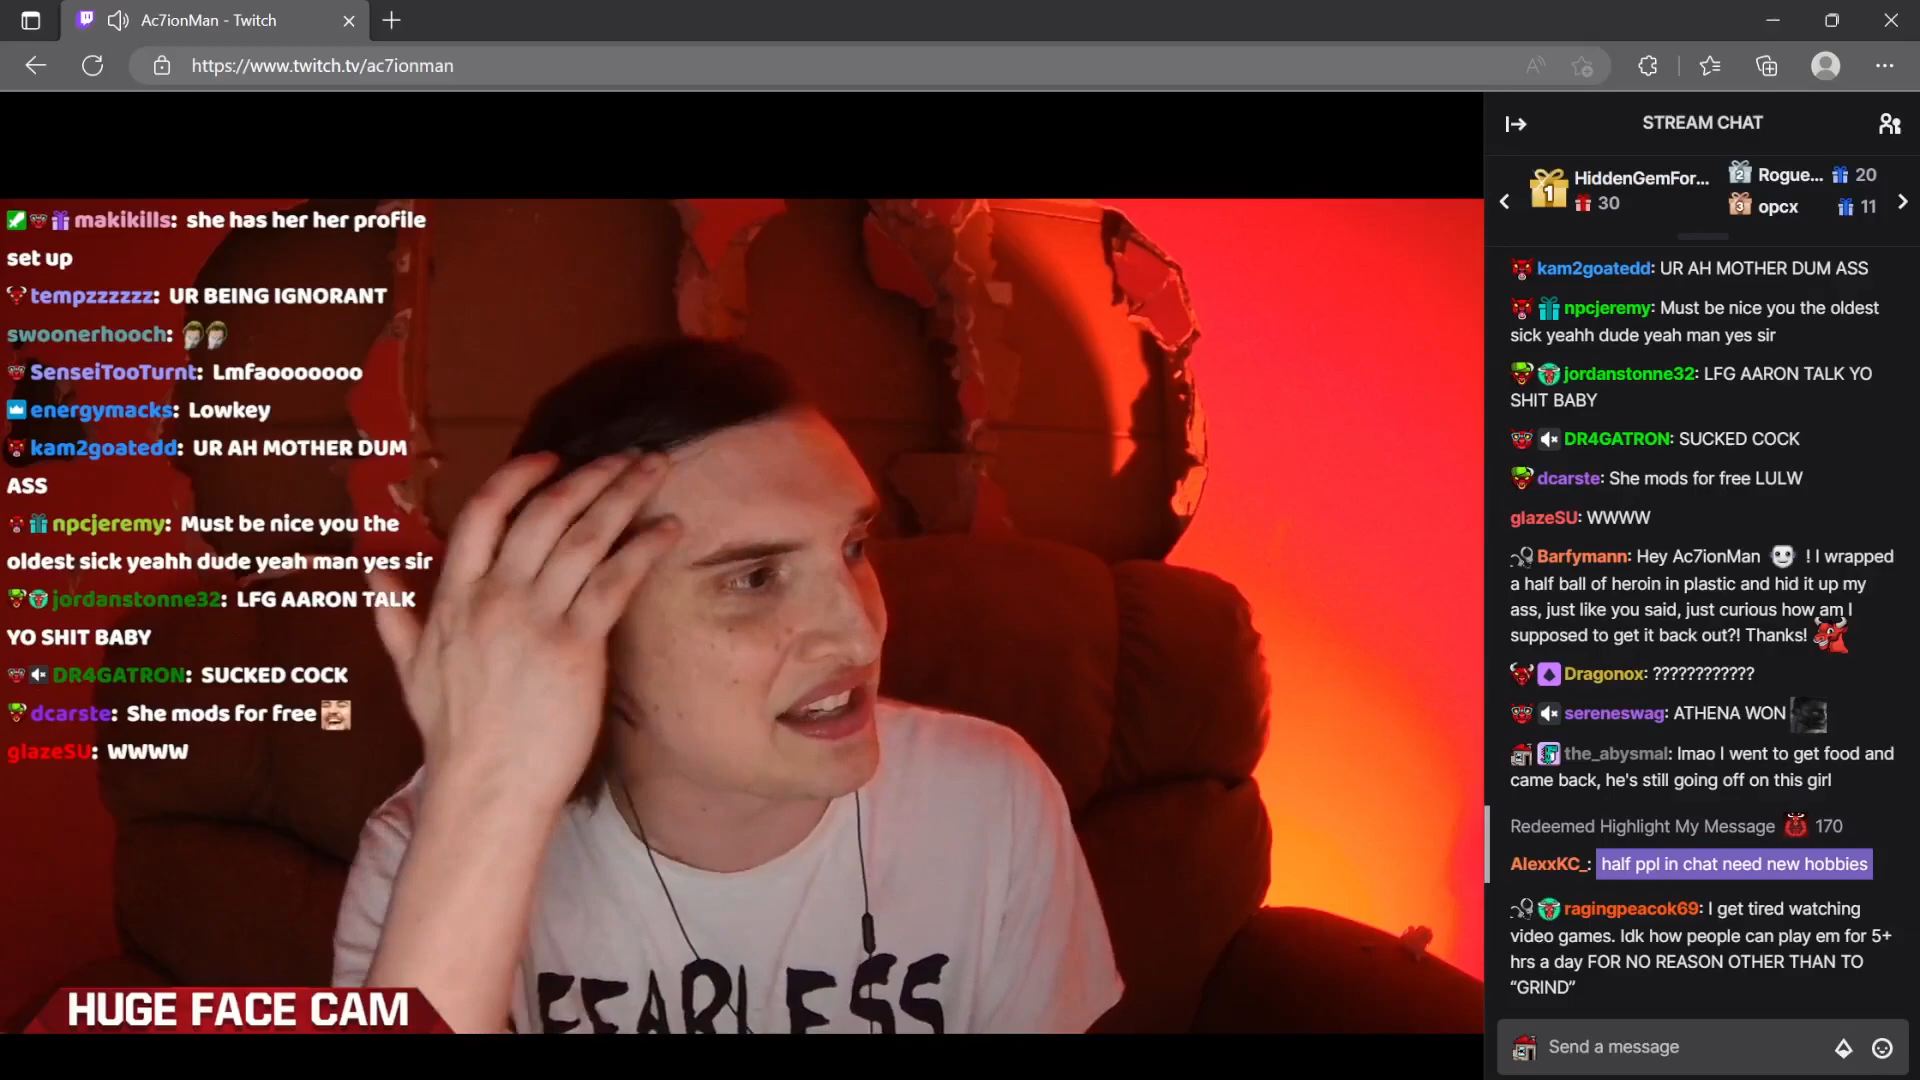 Ac7ionMan - Twitch
https://www.twitch.tv/ac7ionman
makikills: she has her her profile
set up
tempzzzzzz: UR BEING IGNORANT
swoonerhooch:
SenseiTooTurnt: Lmfaooooooo
energymacks: Lowkey
kam2goatedd: UR AH MOTHER DUM
ASS
npcjeremy: Must be nice you the
oldest sick yeahh dude yeah man yes sir
jordanstonne32: LFG AARON TALK
YO SHIT BABY
DR4GATRON: SUCKED COCK
dcarste: She mods for free
glazeSU: WWWW
FEARLESS
HUGE FACE CAM
STREAM CHAT
1 HiddenGemFor...
30
2 Rogue... 20
3 opcx 11
kam2goatedd: UR AH MOTHER DUM ASS
npcjeremy: Must be nice you the oldest
sick yeahh dude yeah man yes sir
jordanstonne32: LFG AARON TALK YO
SHIT BABY
DR4GATRON: SUCKED COCK
dcarste: She mods for free LULW
glazeSU: WWWW
Barfymann: Hey Ac7ionMan ! I wrapped
a half ball of heroin in plastic and hid it up my
ass, just like you said, just curious how am I
supposed to get it back out?! Thanks!
Dragonox: ????????????
sereneswag: ATHENA WON
the_abysmal: lmao I went to get food and
came back, he's still going off on this girl
Redeemed Highlight My Message 170
AlexxKC_: half ppl in chat need new hobbies
ragingpeacok69: I get tired watching
video games. Idk how people can play em for 5+
hrs a day FOR NO REASON OTHER THAN TO
“GRIND”
Send a message